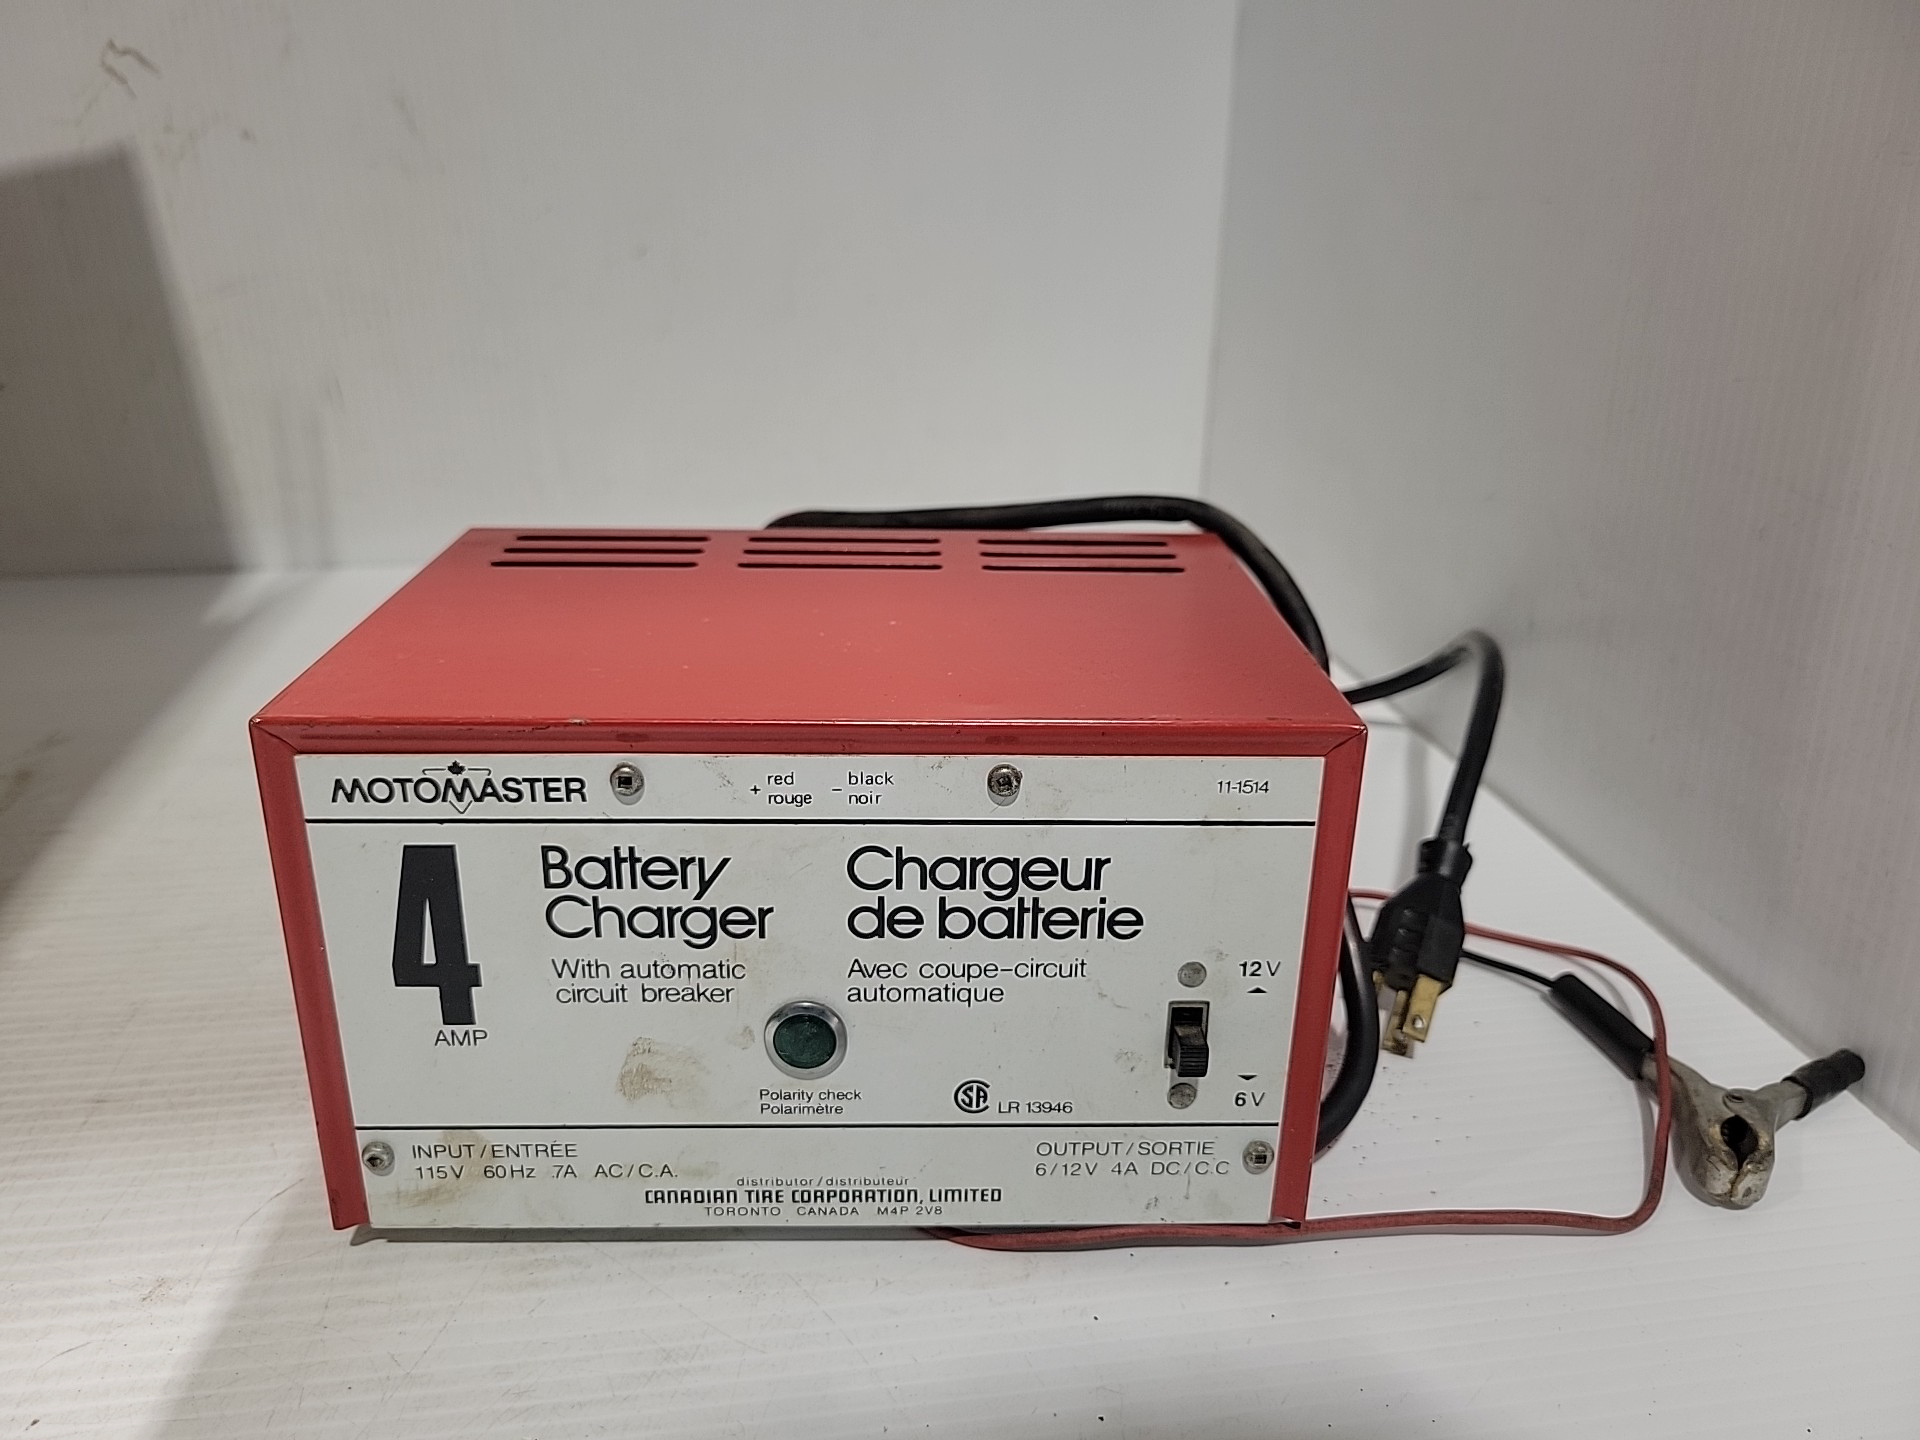 MOTOMASTER
+ red - black
rouge noir
11-1514
4
AMP
Battery
Charger
With automatic
circuit breaker
Chargeur
de batterie
Avec coupe-circuit
automatique
12V
6V
Polarity check
Polarimètre
SA LR 13946
INPUT/ENTRÉE
115V 60Hz .7A AC/C.A.
OUTPUT/SORTIE
6/12V 4A DC/C.C
distributor/distributeur
CANADIAN TIRE CORPORATION, LIMITED
TORONTO CANADA M4P 2V8